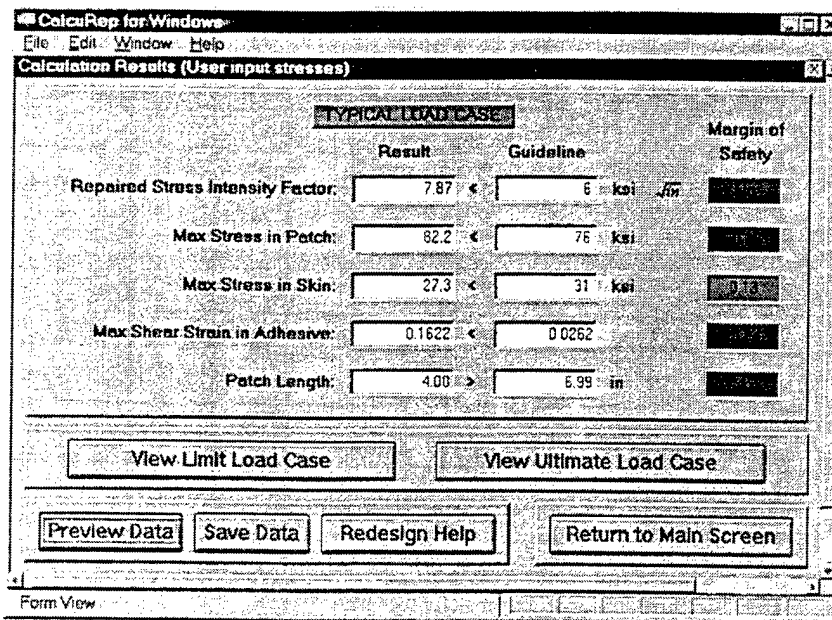 CalcuRep for Windows
File Edit Window Help
Calculation Results (User input stresses)
TYPICAL LOAD CASE
Result Guideline Margin of Safety
Repaired Stress Intensity Factor: 7.87 < 6 ksi √in
Max Stress in Patch: 82.2 < 76 ksi
Max Stress in Skin: 27.3 < 31 ksi 0.13
Max Shear Strain in Adhesive: 0.1622 < 0.0262
Patch Length: 4.00 > 6.99 in
View Limit Load Case View Ultimate Load Case
Preview Data Save Data Redesign Help Return to Main Screen
Form View